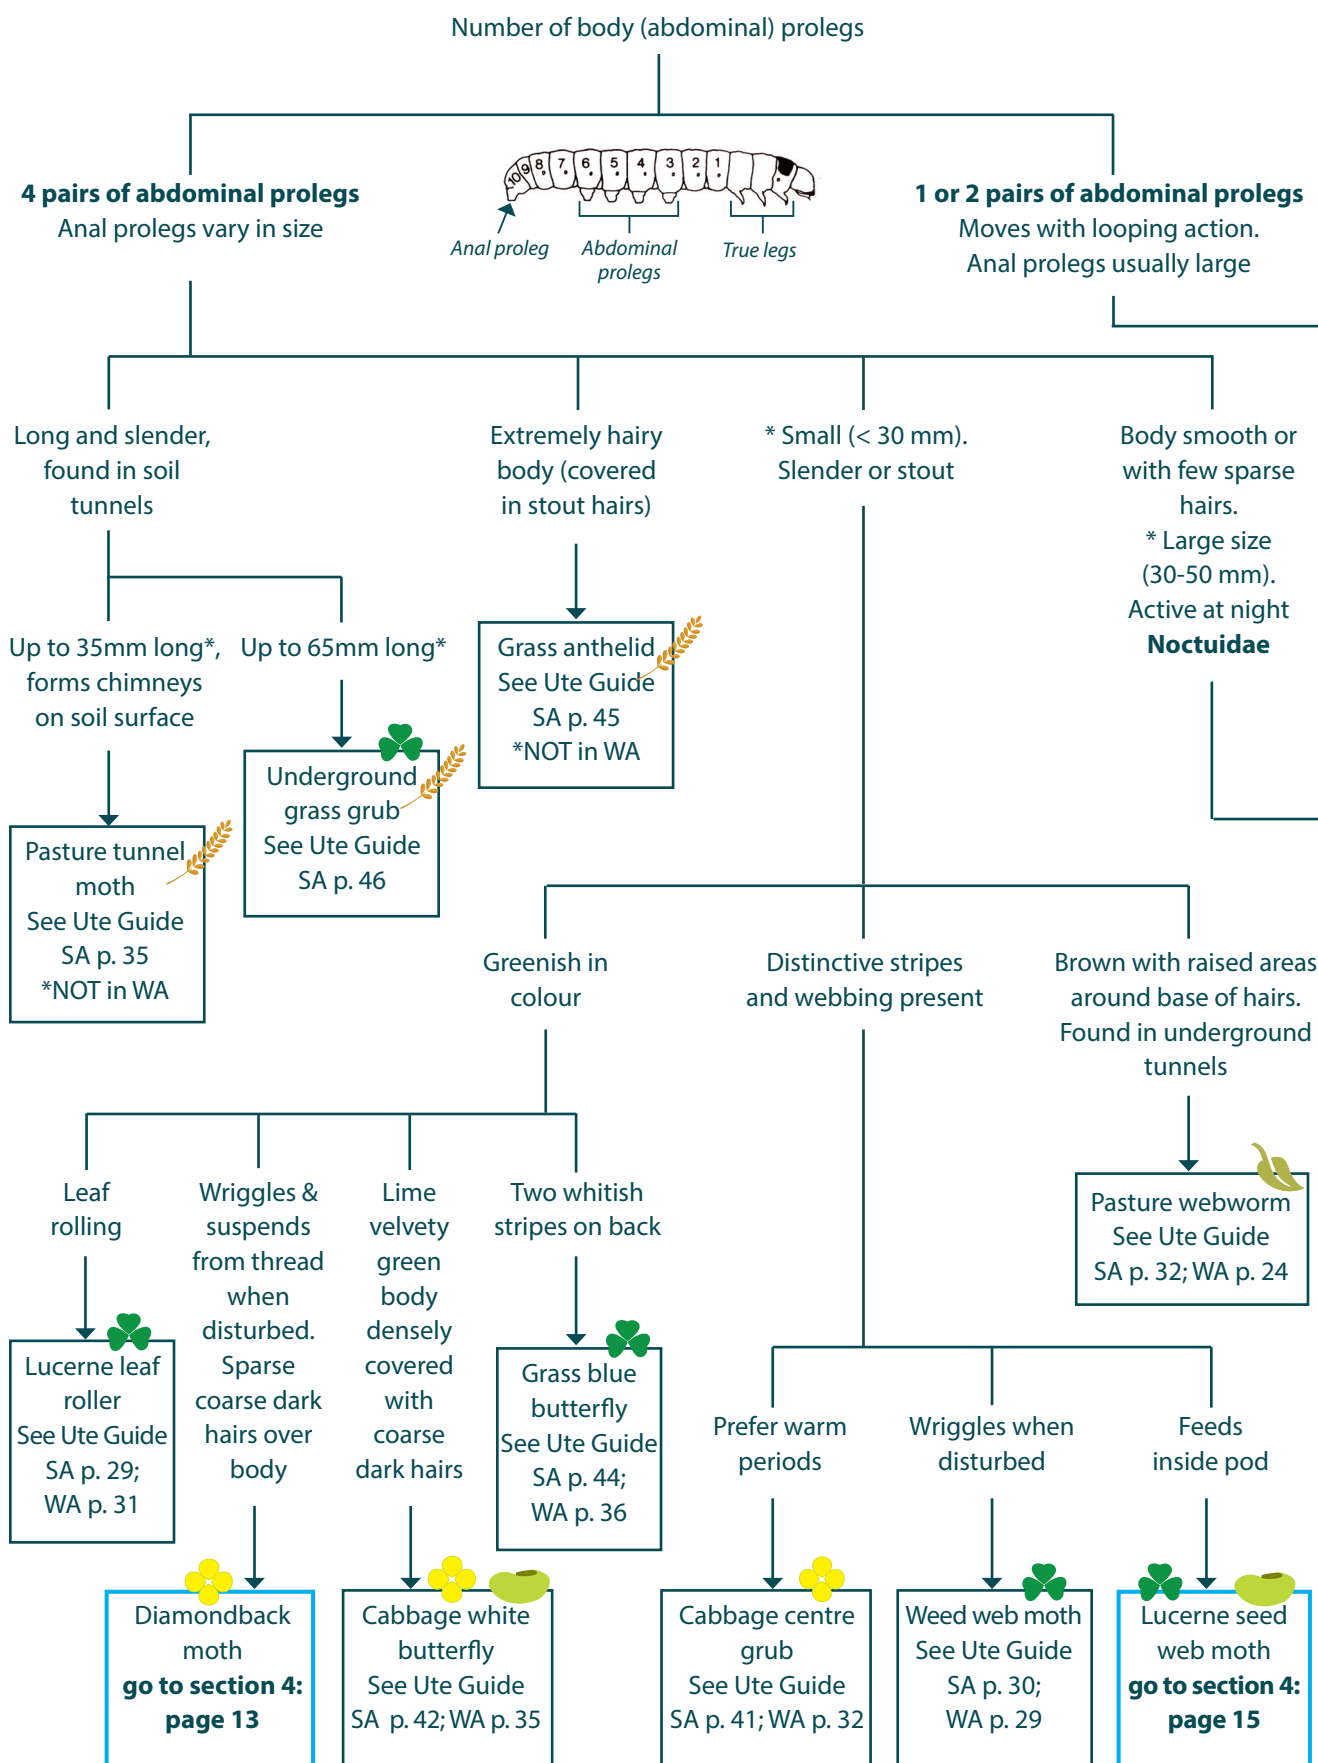 Number of body (abdominal) prolegs
4 pairs of abdominal prolegs
Anal prolegs vary in size
10 9 8 7 6 5 4 3 2 1
Anal proleg
Abdominal
prolegs
True legs
1 or 2 pairs of abdominal prolegs
Moves with looping action.
Anal prolegs usually large
Long and slender,
found in soil
tunnels
Extremely hairy
body (covered
in stout hairs)
* Small (< 30 mm).
Slender or stout
Body smooth or
with few sparse
hairs.
* Large size
(30-50 mm).
Active at night
Noctuidae
Up to 35mm long*,
forms chimneys
on soil surface
Up to 65mm long*
Grass anthelid
See Ute Guide
SA p. 45
*NOT in WA
Underground
grass grub
See Ute Guide
SA p. 46
Pasture tunnel
moth
See Ute Guide
SA p. 35
*NOT in WA
Greenish in
colour
Distinctive stripes
and webbing present
Brown with raised areas
around base of hairs.
Found in underground
tunnels
Leaf
rolling
Wriggles &
suspends
from thread
when
disturbed.
Sparse
coarse dark
hairs over
body
Lime
velvety
green
body
densely
covered
with
coarse
dark hairs
Two whitish
stripes on back
Pasture webworm
See Ute Guide
SA p. 32; WA p. 24
Lucerne leaf
roller
See Ute Guide
SA p. 29;
WA p. 31
Grass blue
butterfly
See Ute Guide
SA p. 44;
WA p. 36
Prefer warm
periods
Wriggles when
disturbed
Feeds
inside pod
Diamondback
moth
go to section 4:
page 13
Cabbage white
butterfly
See Ute Guide
SA p. 42; WA p. 35
Cabbage centre
grub
See Ute Guide
SA p. 41; WA p. 32
Weed web moth
See Ute Guide
SA p. 30;
WA p. 29
Lucerne seed
web moth
go to section 4:
page 15